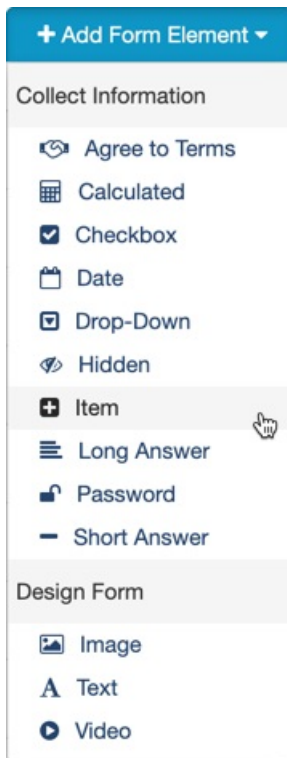 + Add Form Element
Collect Information
Agree to Terms
Calculated
Checkbox
Date
Drop-Down
Hidden
Item
Long Answer
Password
Short Answer
Design Form
Image
A Text
Video